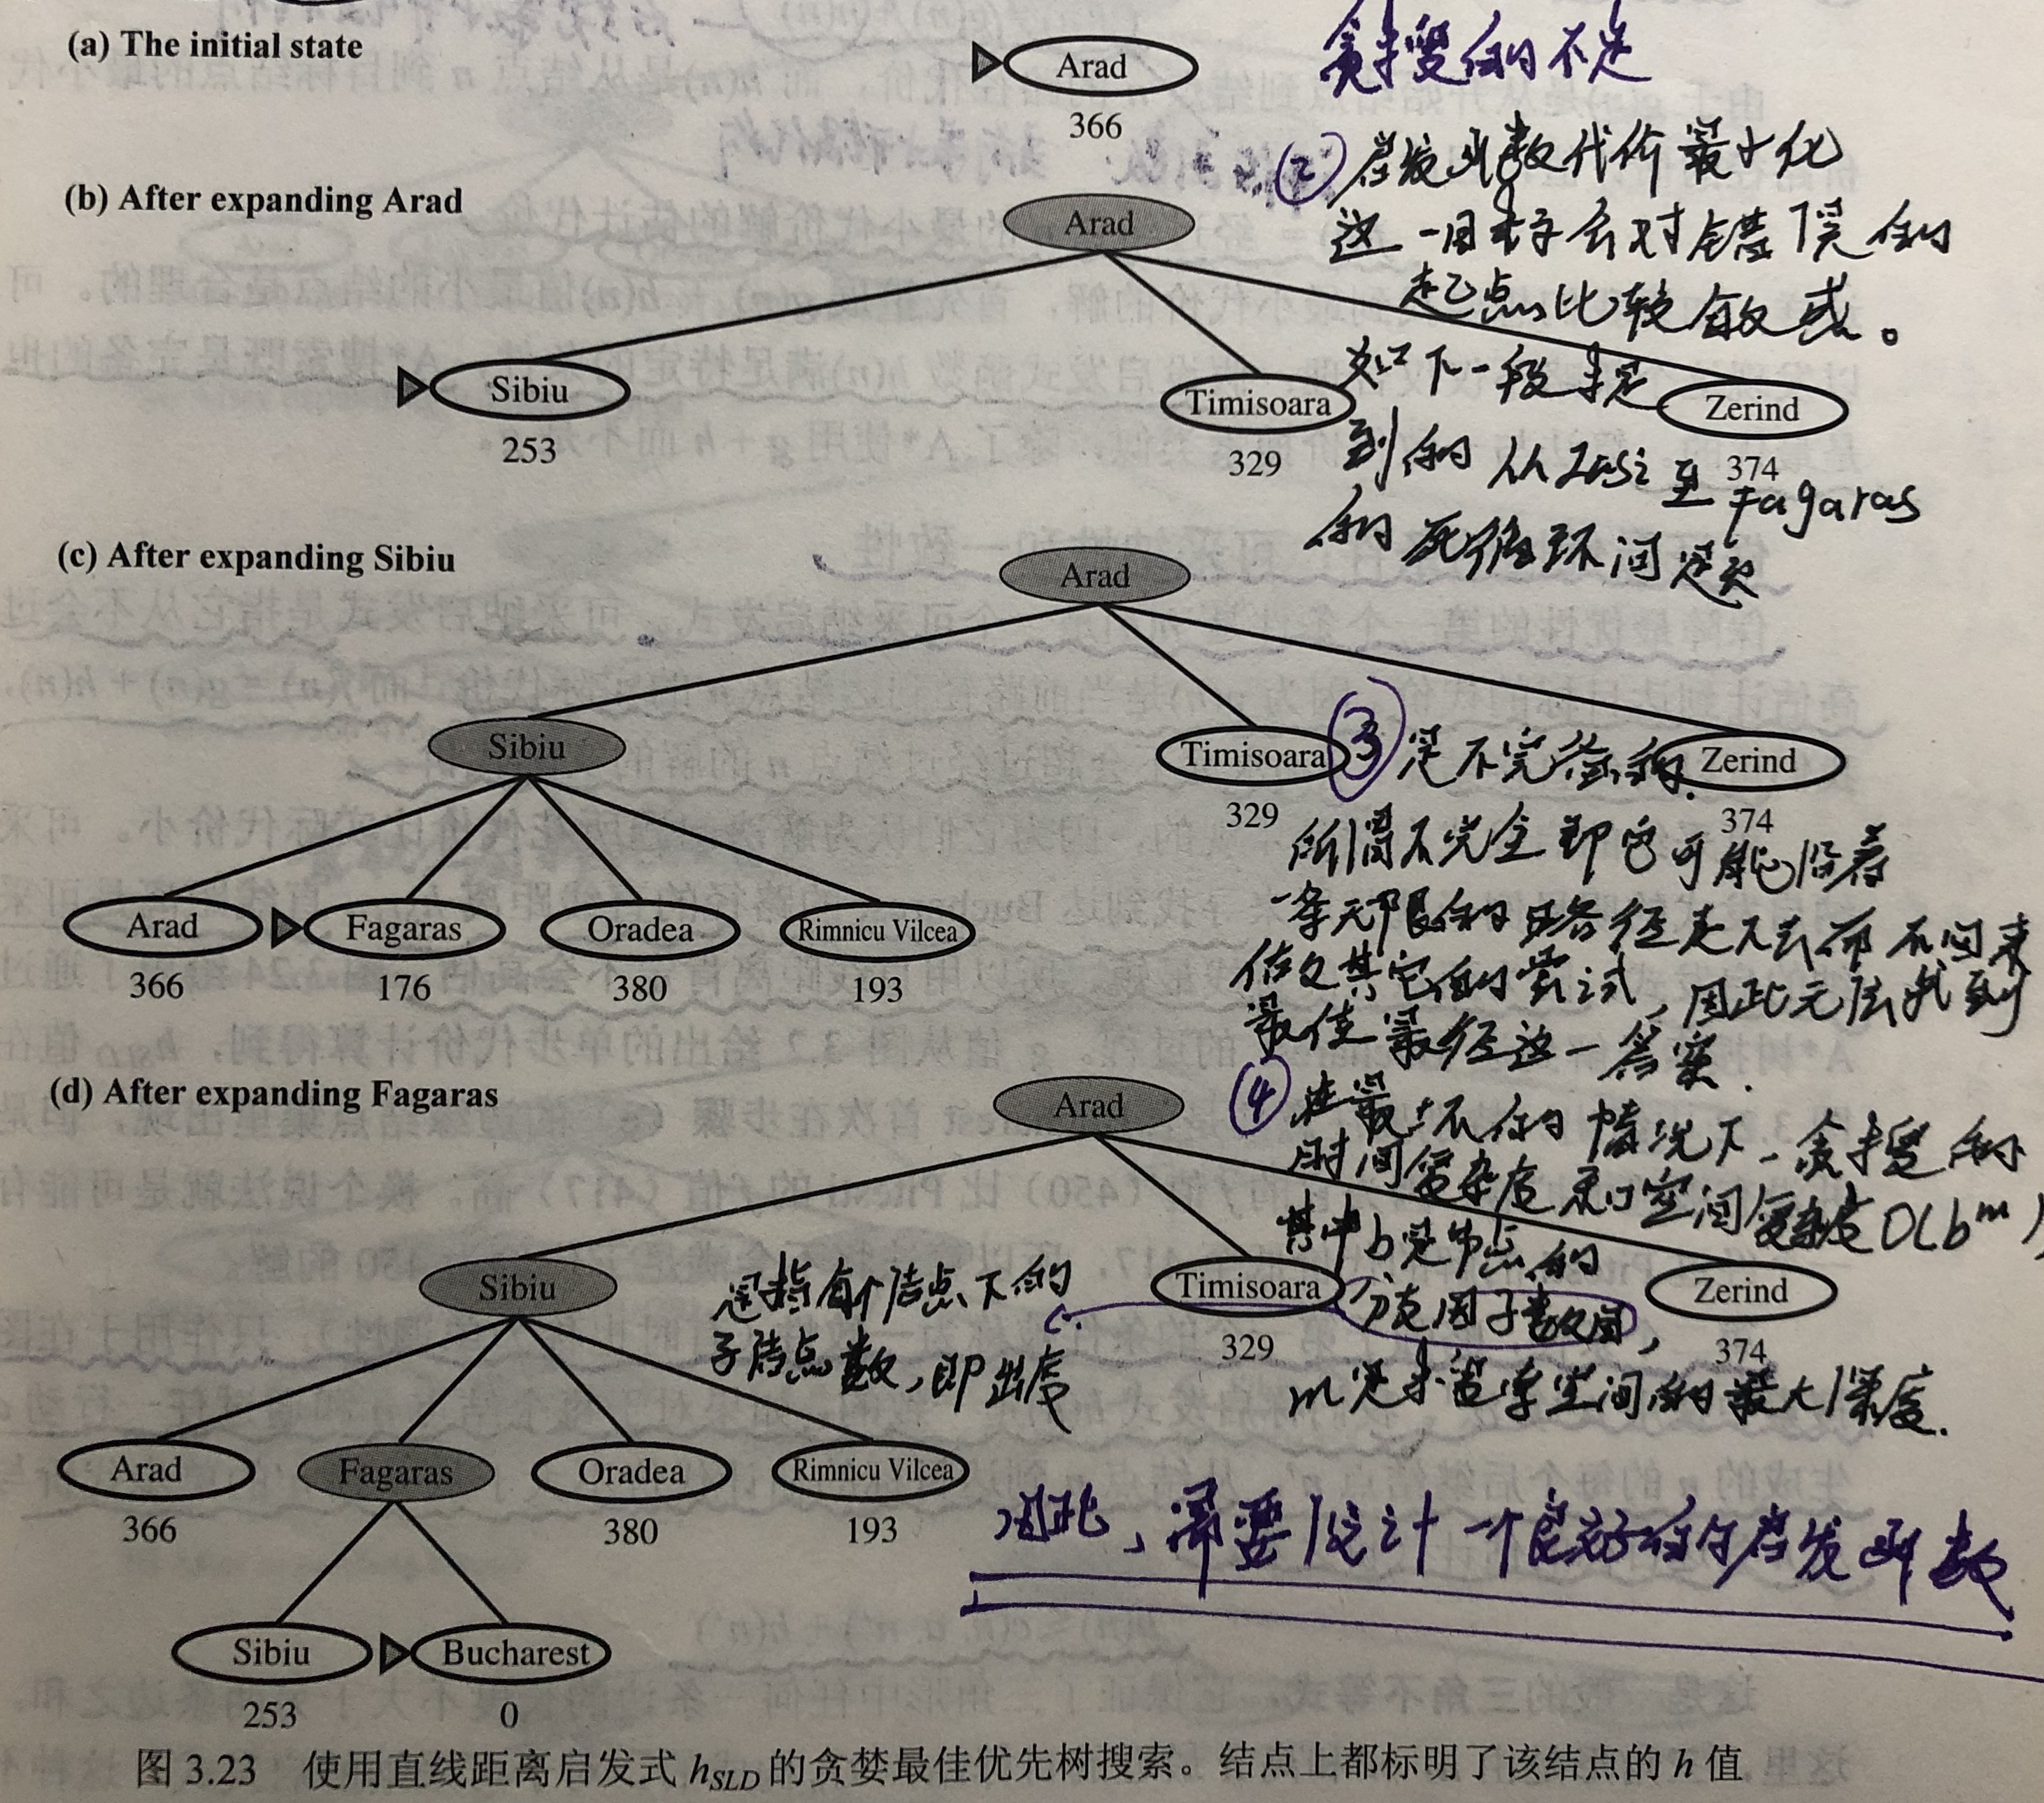 (a) The initial state
Arad
366
贪搜的不足
② 启发函数代价最小化
这一目标会对错误的
起点比较敏感。
如下一段提
到的从Iasi至Fagaras
的死循环问题
(b) After expanding Arad
Arad
Sibiu
253
Timisoara
329
Zerind
374
(c) After expanding Sibiu
Arad
Sibiu
Timisoara
329
Zerind
374
Arad
366
Fagaras
176
Oradea
380
Rimnicu Vilcea
193
③ 是不完备的.
所谓不完全即它可能沿着
一条无限的路径走下去而不回来
做其它的尝试，因此无法找到
最佳路径这一答案.
(d) After expanding Fagaras
Arad
④ 在最坏的情况下，贪搜的
时间复杂度和空间复杂度O(bᵐ)
其中b是节点的
分支因子数目，
m是搜索空间的最大深度.
是指每个结点下的
子结点数，即出度
Sibiu
Timisoara
329
Zerind
374
Arad
366
Fagaras
Oradea
380
Rimnicu Vilcea
193
因此，需要设计一个良好的启发函数
Sibiu
253
Bucharest
0
图 3.23 使用直线距离启发式 hSLD 的贪婪最佳优先树搜索。结点上都标明了该结点的 h 值